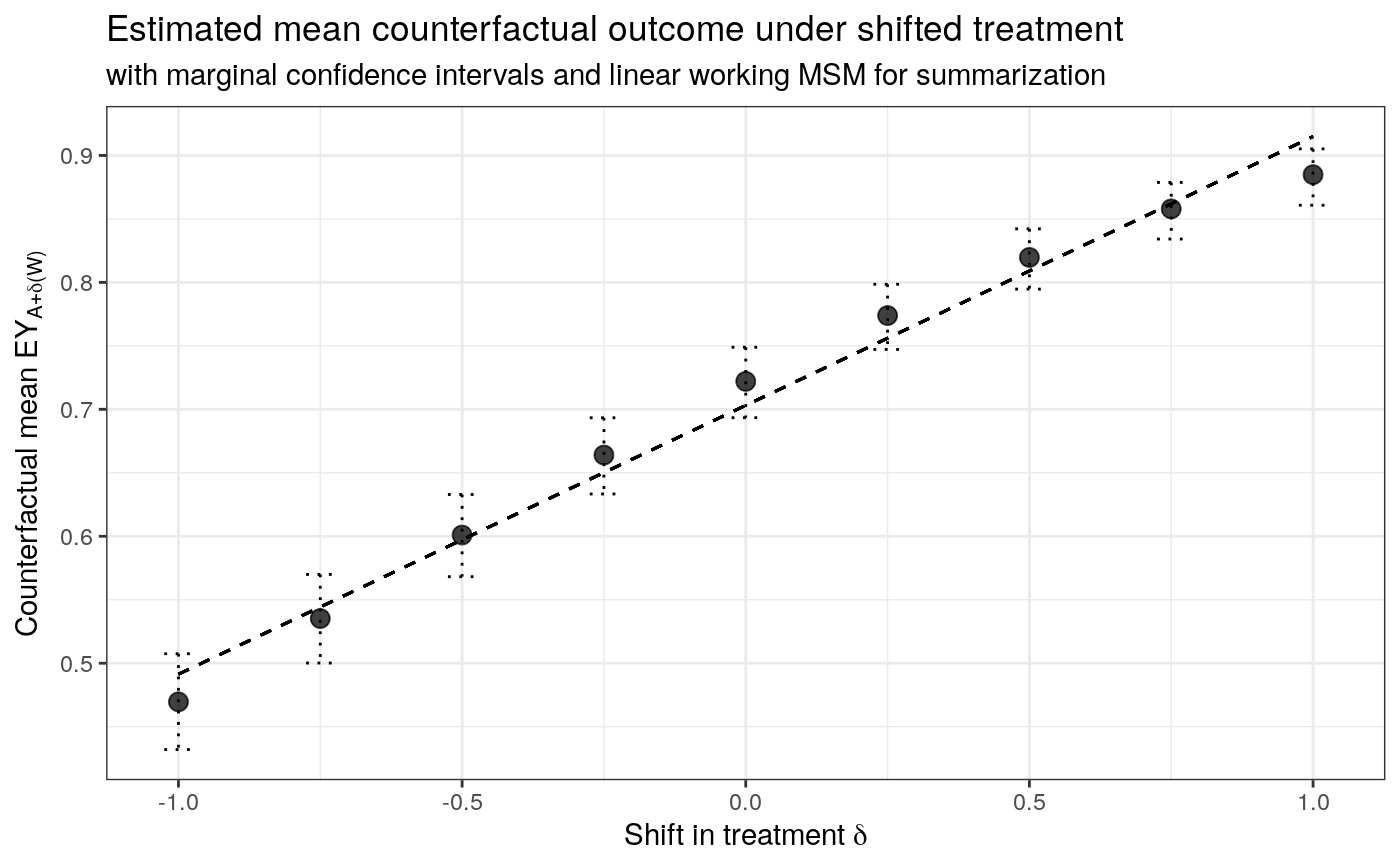 Estimated mean counterfactual outcome under shifted treatment
with marginal confidence intervals and linear working MSM for summarization
Counterfactual mean EY_{A+δ(W)}
0.9
0.8
0.7
0.6
0.5
-1.0
-0.5
0.0
0.5
1.0
Shift in treatment δ